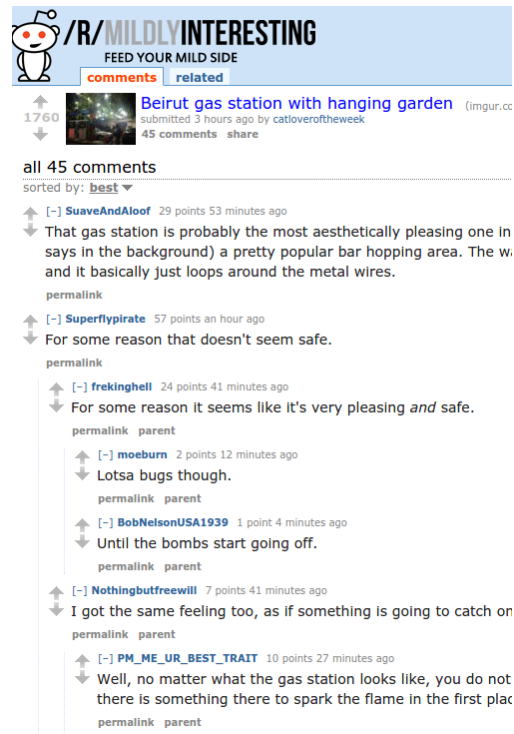 /R/MILDLYINTERESTING
FEED YOUR MILD SIDE
comments related
Beirut gas station with hanging garden (imgur.co
1760
submitted 3 hours ago by catloveroftheweek
45 comments share
all 45 comments
sorted by: best
[–] SuaveAndAloof 29 points 53 minutes ago
That gas station is probably the most aesthetically pleasing one in
says in the background) a pretty popular bar hopping area. The wa
and it basically just loops around the metal wires.
permalink
[–] Superflypirate 57 points an hour ago
For some reason that doesn't seem safe.
permalink
[–] frekinghell 24 points 41 minutes ago
For some reason it seems like it's very pleasing and safe.
permalink parent
[–] moeburn 2 points 12 minutes ago
Lotsa bugs though.
permalink parent
[–] BobNelsonUSA1939 1 point 4 minutes ago
Until the bombs start going off.
permalink parent
[–] Nothingbutfreewill 7 points 41 minutes ago
I got the same feeling too, as if something is going to catch on
permalink parent
[–] PM_ME_UR_BEST_TRAIT 10 points 27 minutes ago
Well, no matter what the gas station looks like, you do not
there is something there to spark the flame in the first plac
permalink parent